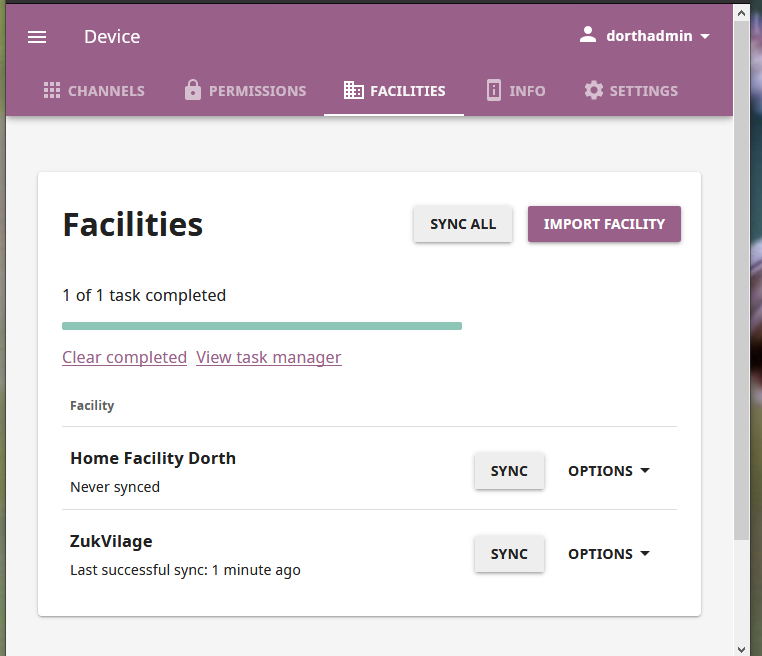 Device
dorthadmin
CHANNELS PERMISSIONS FACILITIES INFO SETTINGS
Facilities
SYNC ALL IMPORT FACILITY
1 of 1 task completed
Clear completed View task manager
Facility
Home Facility Dorth
SYNC OPTIONS
Never synced
ZukVilage
SYNC OPTIONS
Last successful sync: 1 minute ago